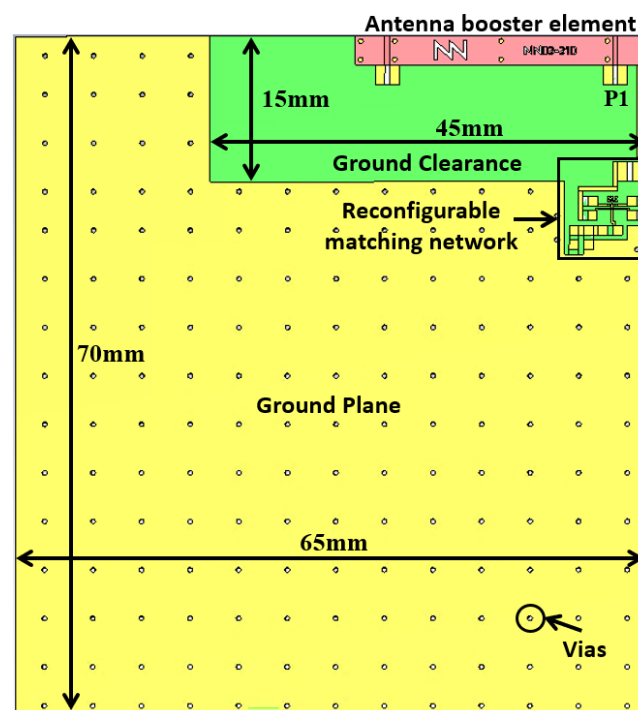 Antenna booster element
15mm
P1
45mm
Ground Clearance
Reconfigurable
matching network
70mm
Ground Plane
65mm
Vias